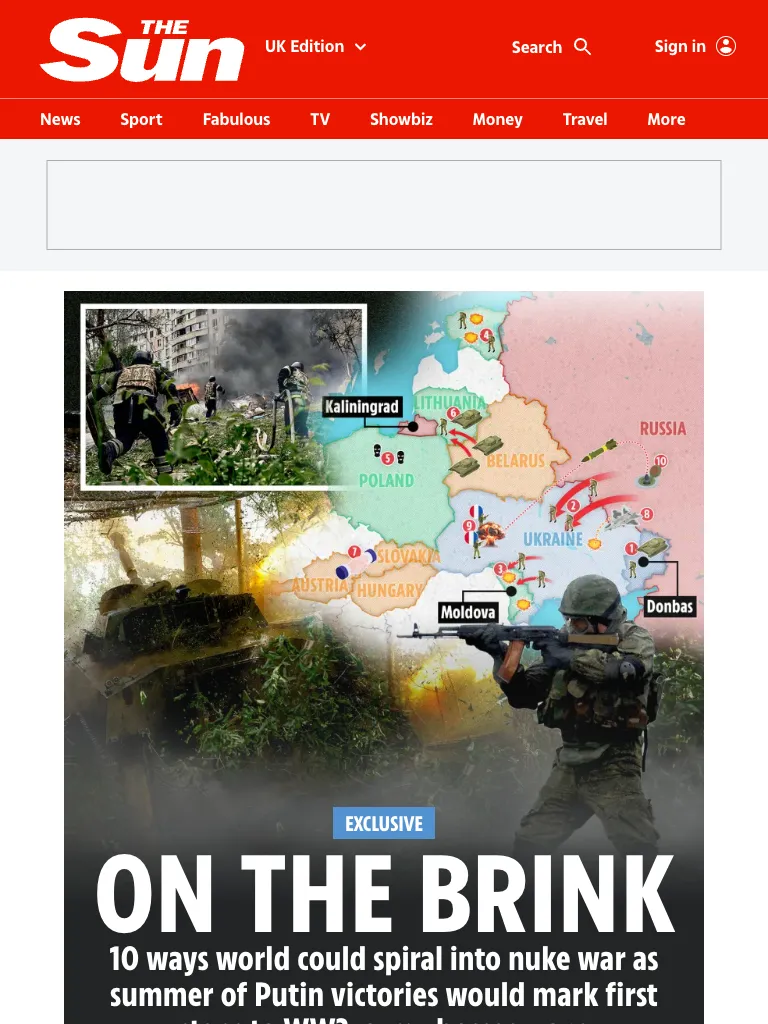 THE
Sun
UK Edition
Search
Sign in
News Sport Fabulous TV Showbiz Money Travel More
4
Kaliningrad
LITHUANIA
6
RUSSIA
5
BELARUS
10
POLAND
2
8
9
UKRAINE
7
SLOVAKIA
1
3
AUSTRIA
HUNGARY
Moldova
Donbas
EXCLUSIVE
ON THE BRINK
10 ways world could spiral into nuke war as
summer of Putin victories would mark first